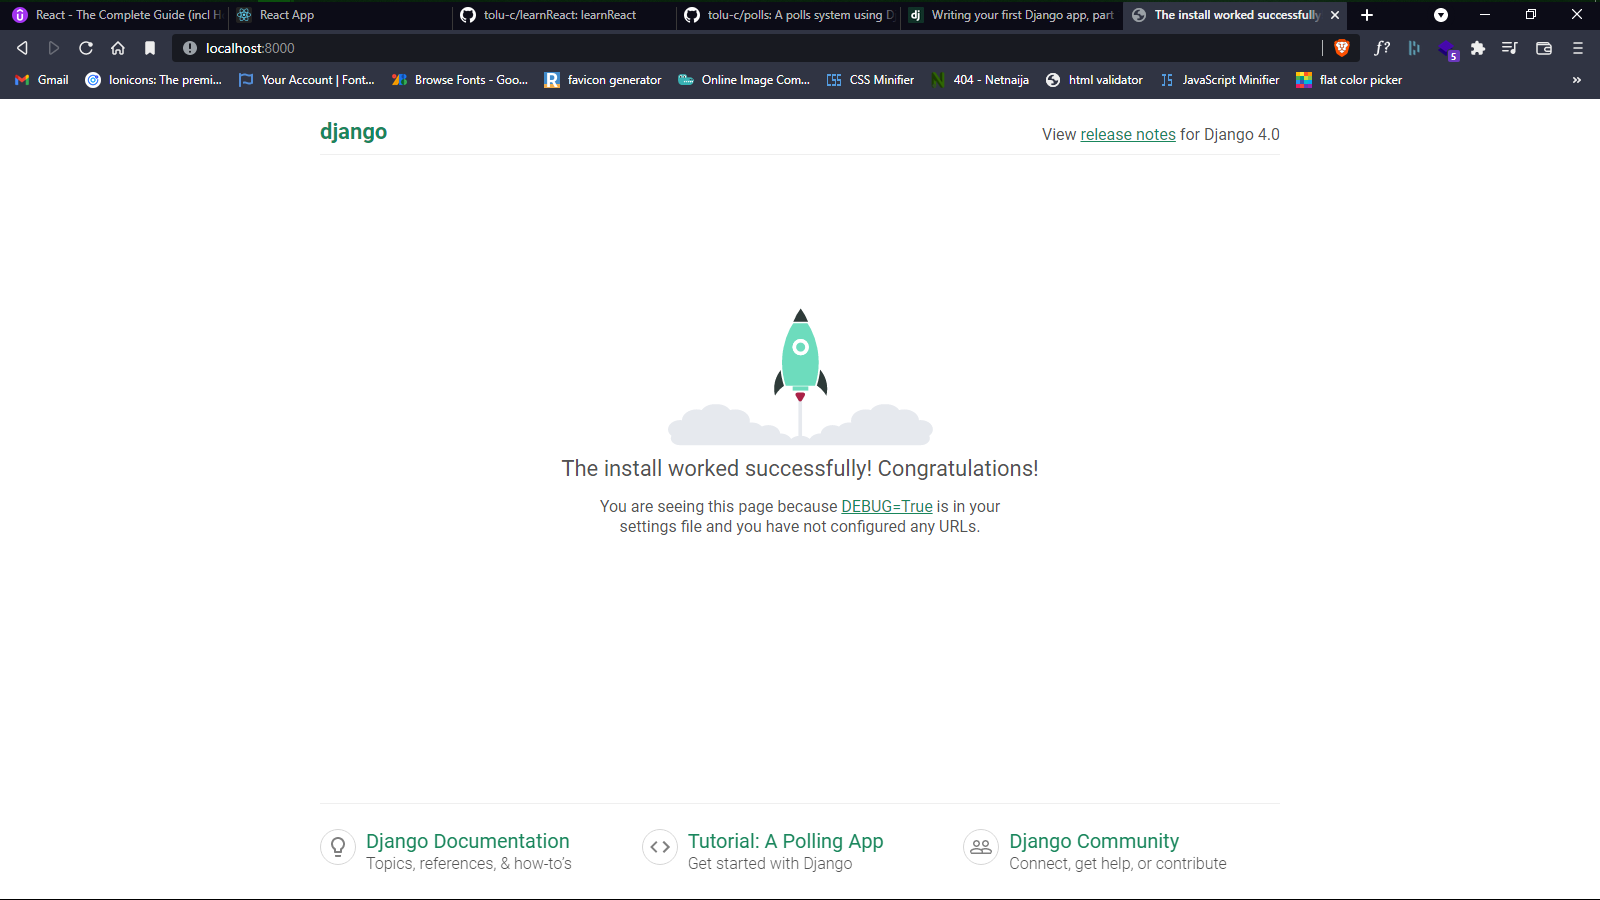 React - The Complete Guide (incl H
React App
tolu-c/learnReact: learnReact
tolu-c/polls: A polls system using D
dj Writing your first Django app, part
The install worked successfully
localhost:8000
f?
5
Gmail
Ionicons: The premi...
Your Account | Font...
Browse Fonts - Goo...
favicon generator
Online Image Com...
CSS Minifier
404 - Netnaija
html validator
JS JavaScript Minifier
flat color picker
»
django
View release notes for Django 4.0
The install worked successfully! Congratulations!
You are seeing this page because DEBUG=True is in your
settings file and you have not configured any URLs.
Django Documentation
Topics, references, & how-to's
Tutorial: A Polling App
Get started with Django
Django Community
Connect, get help, or contribute